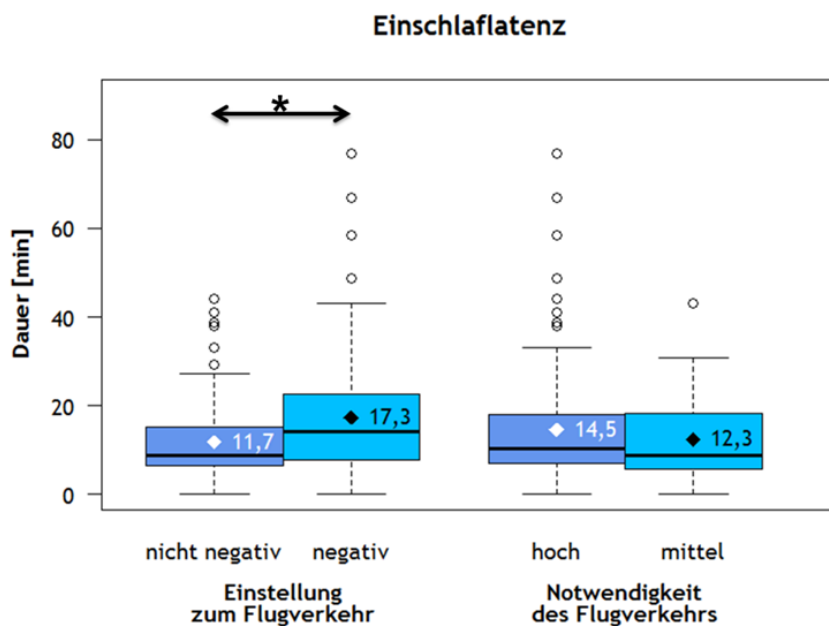 Einschlaflatenz
*
Dauer [min]
80
60
40
20
0
11,7
17,3
14,5
12,3
nicht negativ
negativ
hoch
mittel
Einstellung
zum Flugverkehr
Notwendigkeit
des Flugverkehrs